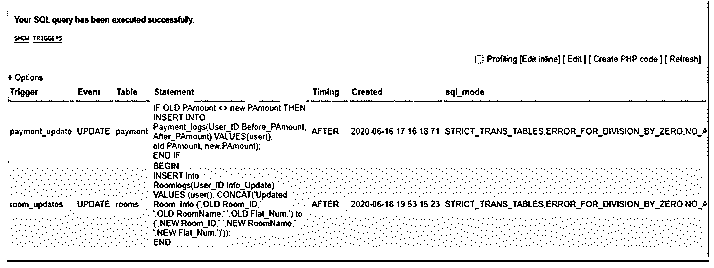 Your SQL query has been executed successfully.
SHOW TRIGGERS
Profiling [Edit inline] [ Edit ] [ Create PHP code ] [ Refresh]
+ Options
Trigger Event Table Statement Timing Created sql_mode
IF OLD PAmount <> new PAmount THEN
INSERT INTO
Payment_logs(User_ID Before_PAmount,
payment_update UPDATE payment After_PAmount) VALUES(user(), AFTER 2020-06-16 17 16 18 71 STRICT_TRANS_TABLES,ERROR_FOR_DIVISION_BY_ZERO,NO_A
old PAmount, new.PAmount);
END IF
BEGIN
INSERT Into
Roomlogs(User_ID Info_Update)
VALUES (user(), CONCAT('Updated
room_updates UPDATE rooms Room Info (',OLD Room_ID,' AFTER 2020-06-18 19 53 15 23 STRICT_TRANS_TABLES,ERROR_FOR_DIVISION_BY_ZERO,NO_A
',OLD RoomName,' ',OLD Flat_Num,') to
(',NEW Room_ID,' ',NEW RoomName,'
',NEW Flat_Num,')'));
END